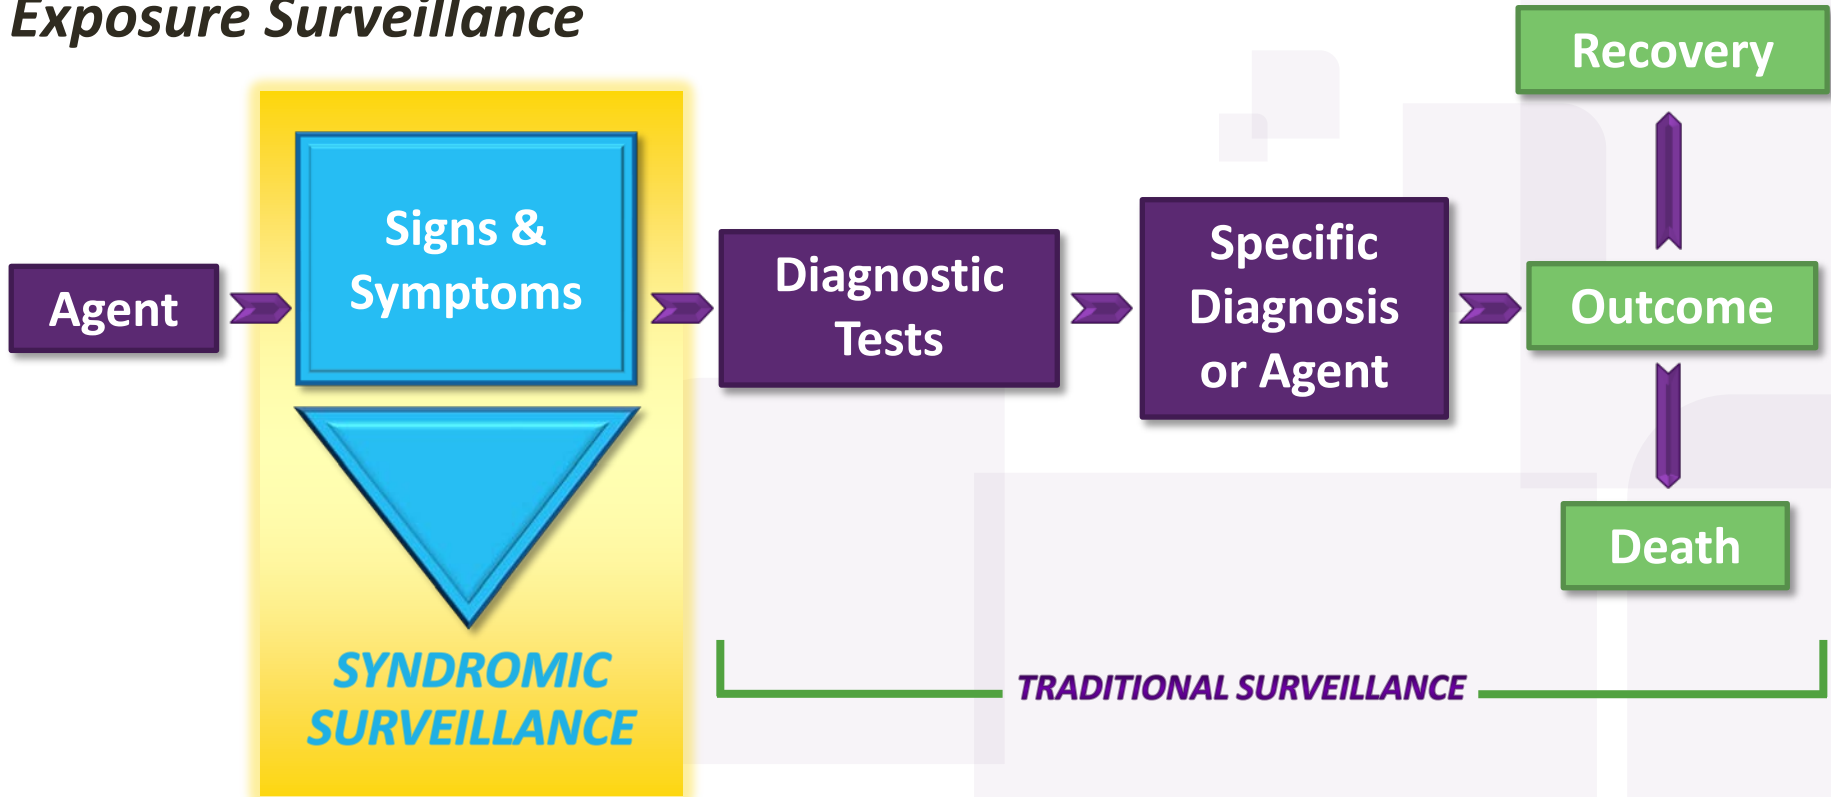 Exposure Surveillance
Agent
Signs &
Symptoms
Diagnostic
Tests
Specific
Diagnosis
or Agent
Recovery
Outcome
Death
SYNDROMIC
SURVEILLANCE
TRADITIONAL SURVEILLANCE